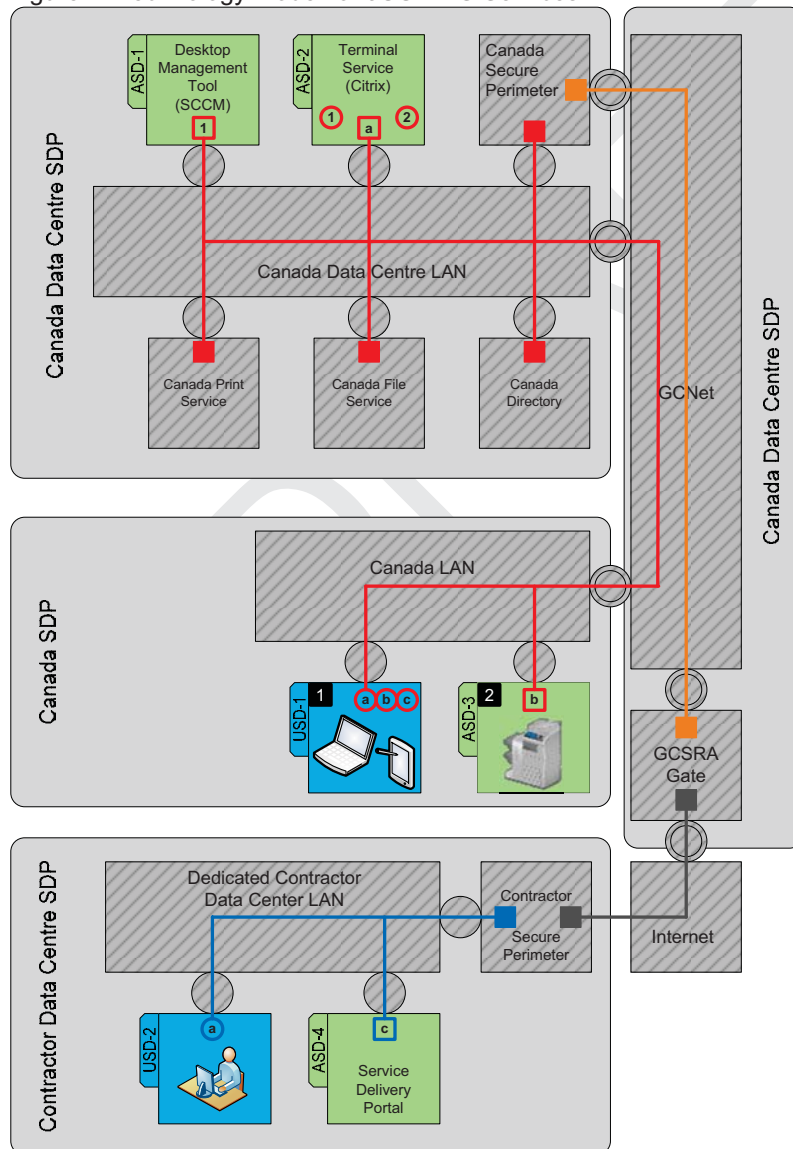 Canada Data Centre SDP
ASD-1
Desktop
Management
Tool
(SCCM)
1
ASD-2
Terminal
Service
(Citrix)
1
a
2
Canada
Secure
Perimeter
Canada Data Centre LAN
Canada Print
Service
Canada File
Service
Canada
Directory
GCNet
Canada Data Centre SDP
Canada SDP
Canada LAN
USD-1
1
a
b
c
ASD-3
2
b
GCSRA
Gate
Contractor Data Centre SDP
Dedicated Contractor
Data Center LAN
Contractor
Secure
Perimeter
Internet
USD-2
a
ASD-4
c
Service
Delivery
Portal